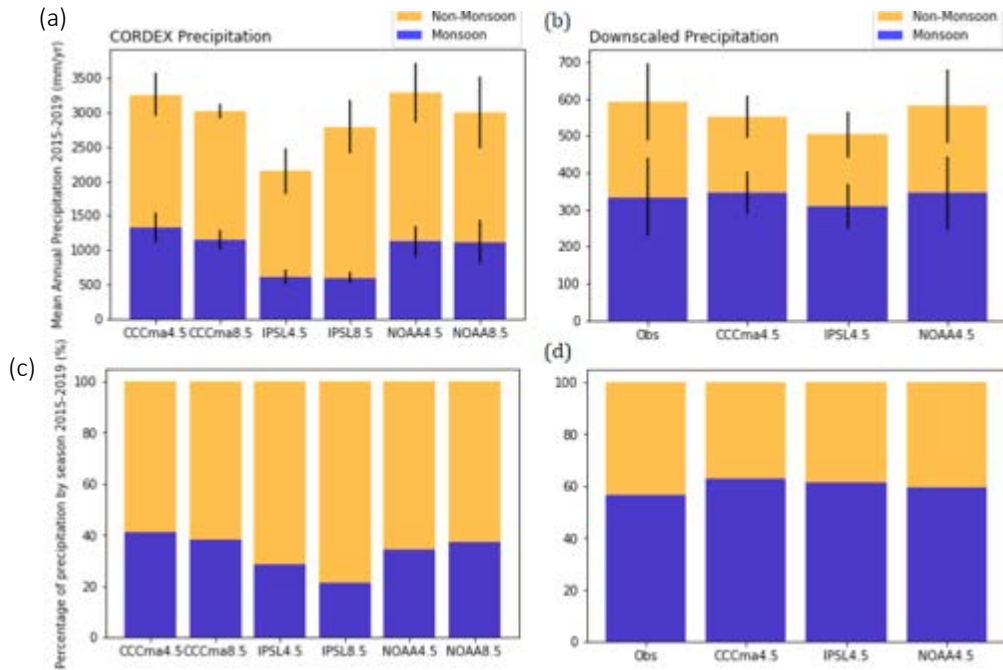 (a)
Non-Monsoon
Monsoon
CORDEX Precipitation
Mean Annual Precipitation 2015-2019 (mm/yr)
3500
3000
2500
2000
1500
1000
500
0
CCCma4.5 CCCma8.5 IPSL4.5 IPSL8.5 NOAA4.5 NOAA8.5
(b)
Non-Monsoon
Monsoon
Downscaled Precipitation
700
600
500
400
300
200
100
0
Obs CCCma4.5 IPSL4.5 NOAA4.5
(c)
Percentage of precipitation by season 2015-2019 (%)
100
80
60
40
20
0
CCCma4.5 CCCma8.5 IPSL4.5 IPSL8.5 NOAA4.5 NOAA8.5
(d)
100
80
60
40
20
0
Obs CCCma4.5 IPSL4.5 NOAA4.5